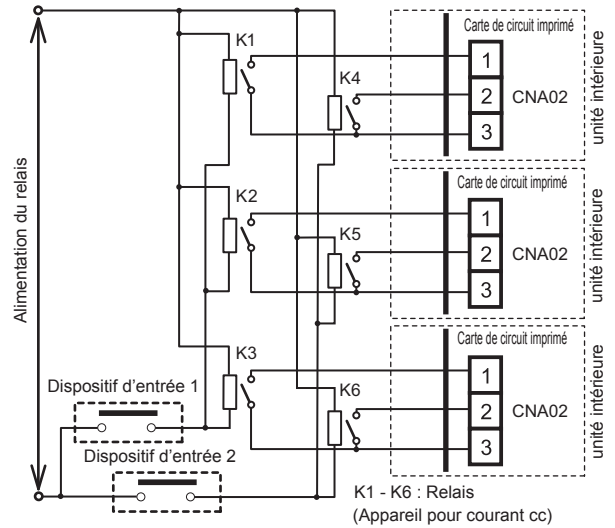 Alimentation du relais
K1
K4
Carte de circuit imprimé
1
2
3
CNA02
unité intérieure
K2
K5
Carte de circuit imprimé
1
2
3
CNA02
unité intérieure
K3
K6
Carte de circuit imprimé
1
2
3
CNA02
unité intérieure
Dispositif d'entrée 1
Dispositif d'entrée 2
K1 - K6 : Relais
(Appareil pour courant cc)